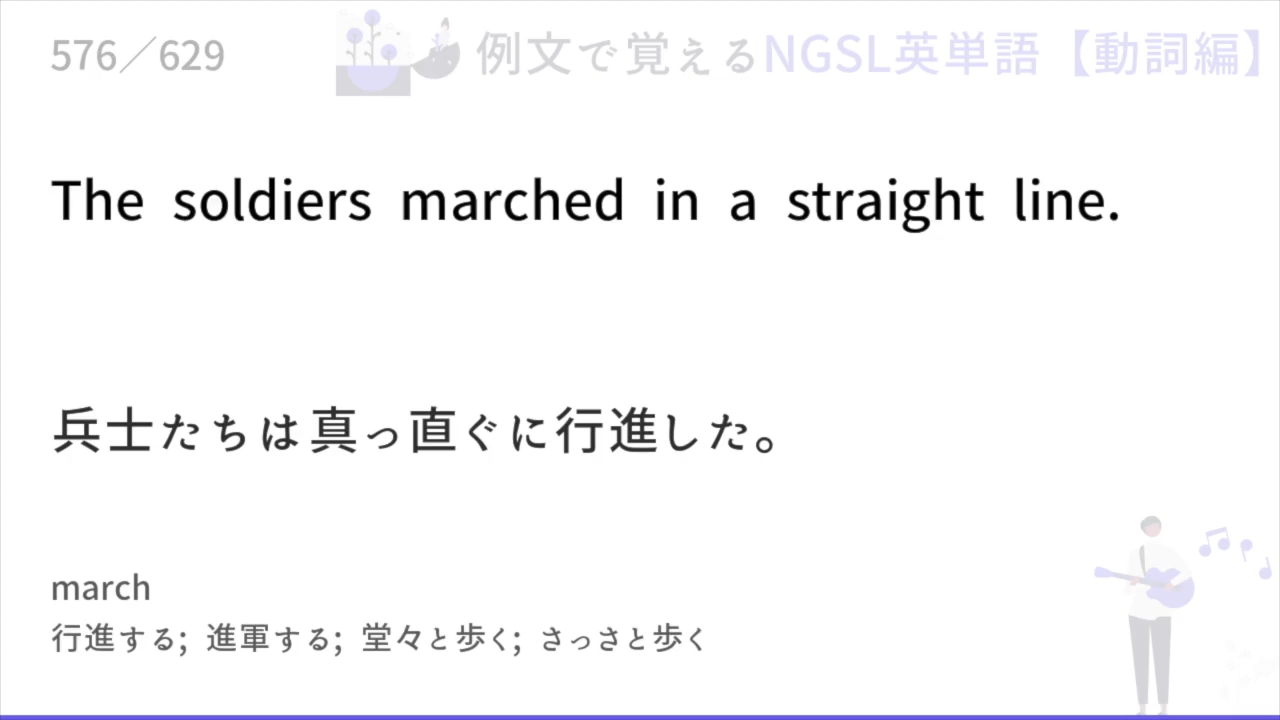 576／629
例文で覚えるNGSL英単語【動詞編】
The soldiers marched in a straight line.
兵士たちは真っ直ぐに行進した。
march
行進する; 進軍する; 堂々と歩く; さっさと歩く